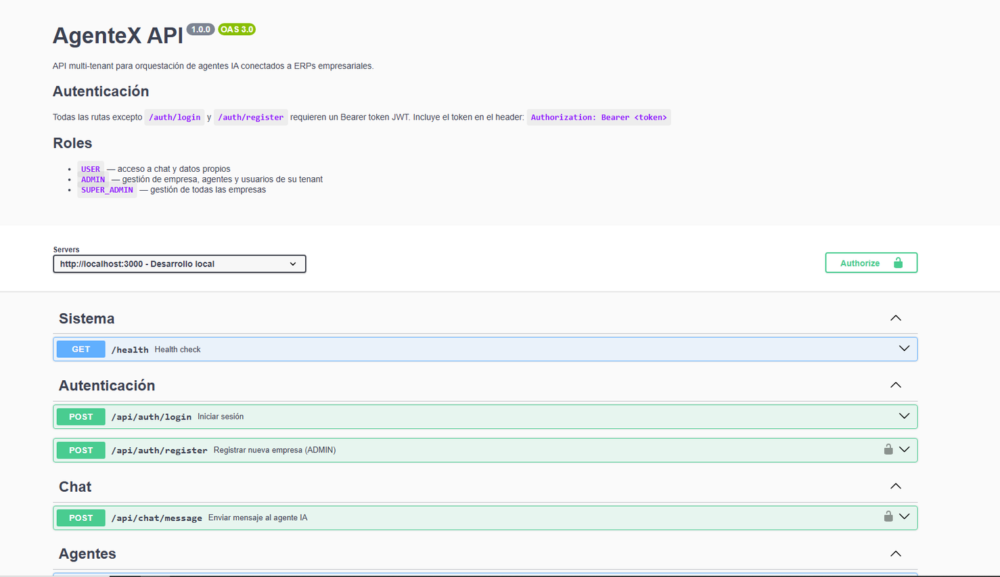 AgenteX API 1.0.0 OAS 3.0
API multi-tenant para orquestación de agentes IA conectados a ERPs empresariales.
Autenticación
Todas las rutas excepto /auth/login y /auth/register requieren un Bearer token JWT. Incluye el token en el header: Authorization: Bearer <token>
Roles
• USER — acceso a chat y datos propios
• ADMIN — gestión de empresa, agentes y usuarios de su tenant
• SUPER_ADMIN — gestión de todas las empresas
Servers
http://localhost:3000 - Desarrollo local
Authorize
Sistema
GET /health Health check
Autenticación
POST /api/auth/login Iniciar sesión
POST /api/auth/register Registrar nueva empresa (ADMIN)
Chat
POST /api/chat/message Enviar mensaje al agente IA
Agentes